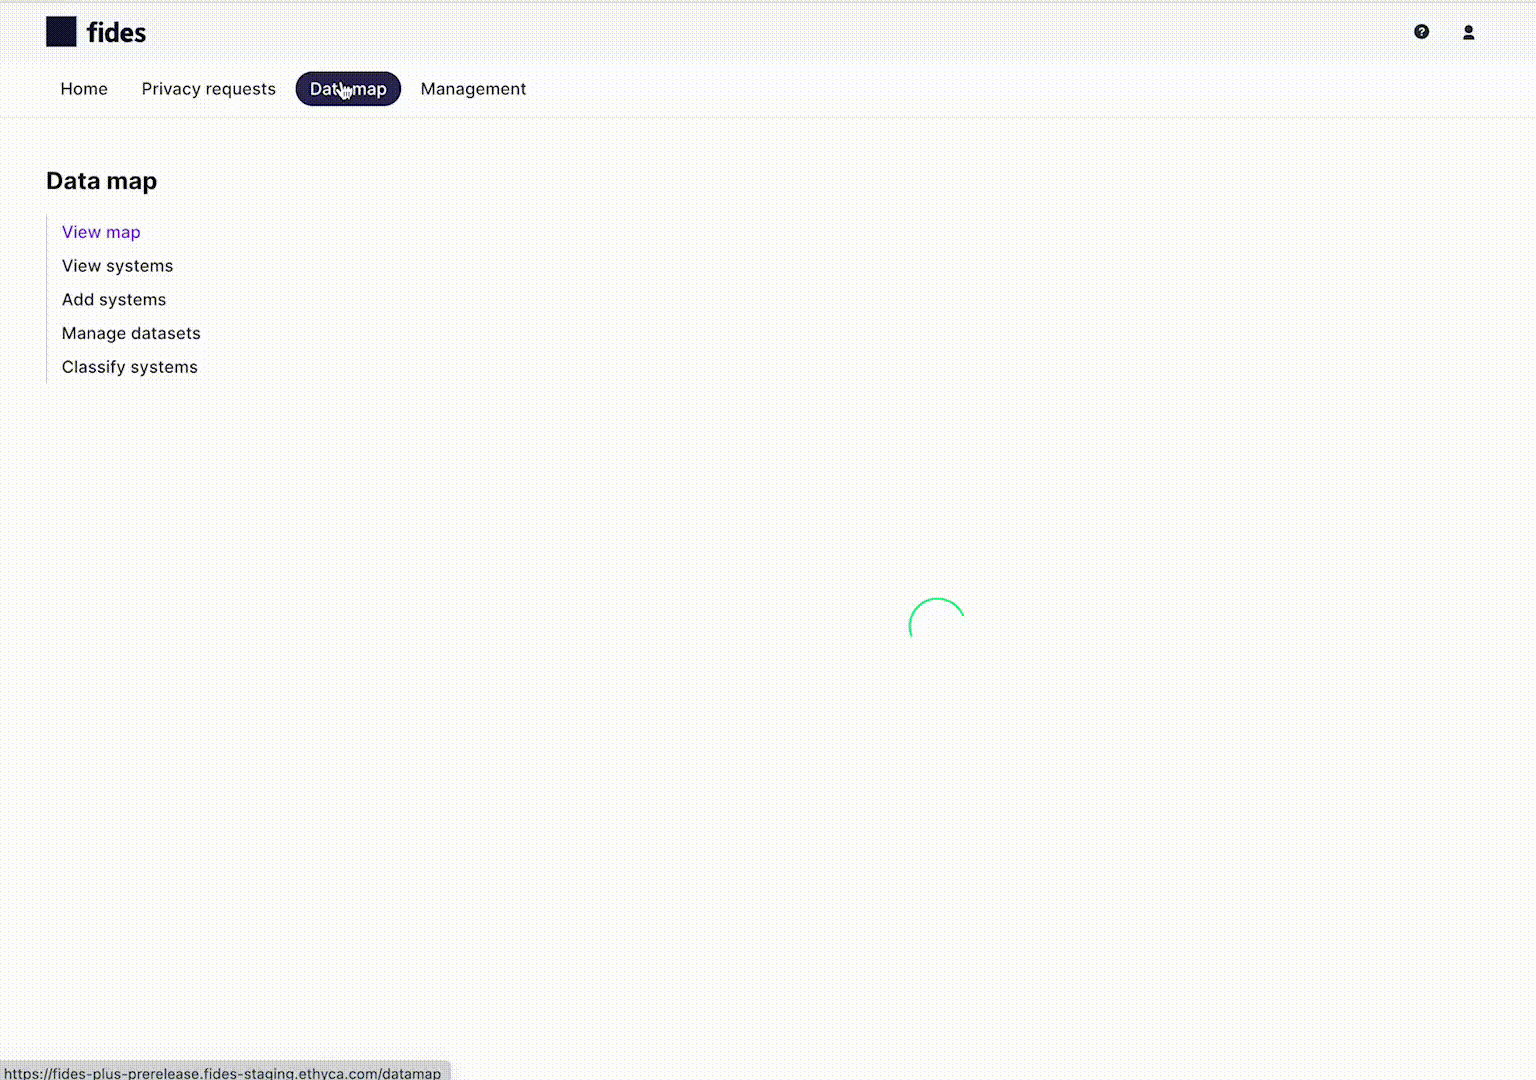 fides
Home Privacy requests Data map Management
Data map
View map
View systems
Add systems
Manage datasets
Classify systems
https://fides-plus-prerelease.fides-staging.ethyca.com/datamap